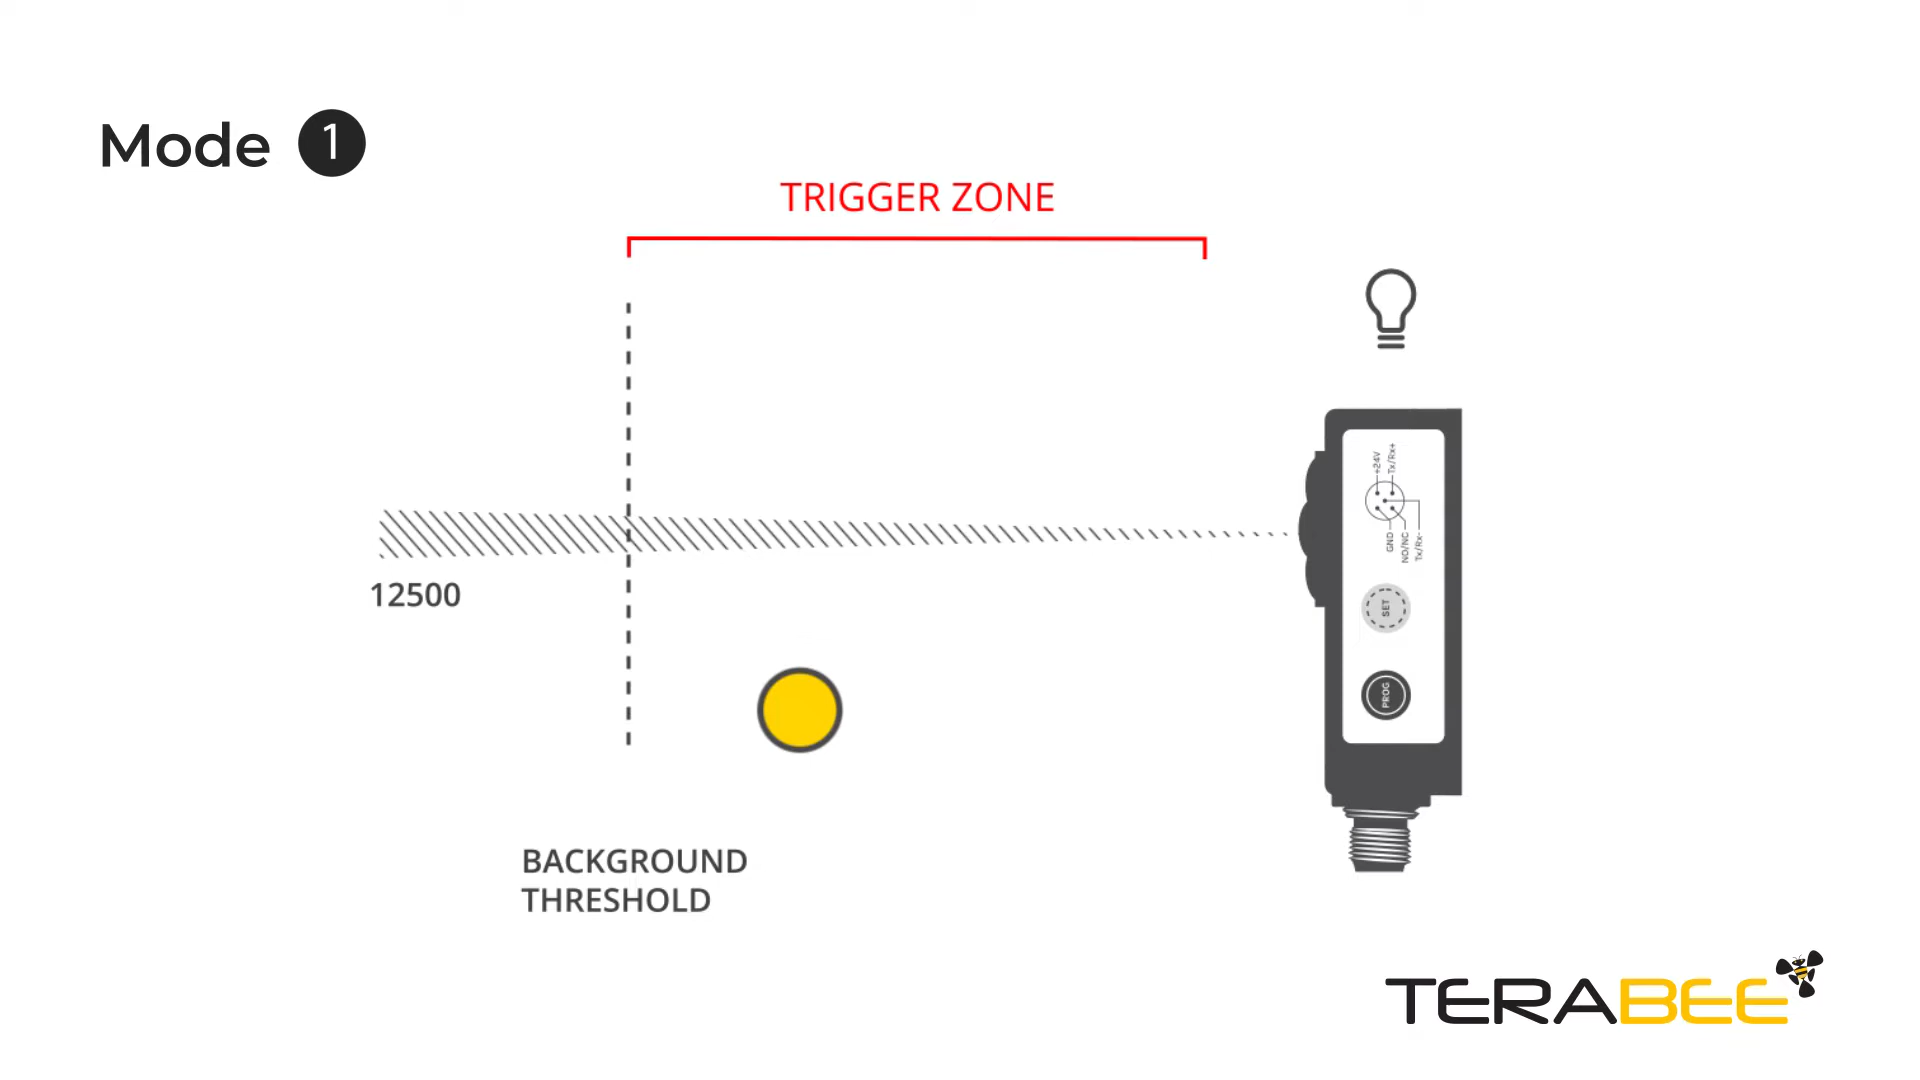 Mode 1
TRIGGER ZONE
+24V
Tx/Rx+
GND
NO/NC
Tx/Rx-
SET
PROG
12500
BACKGROUND
THRESHOLD
TERABEE